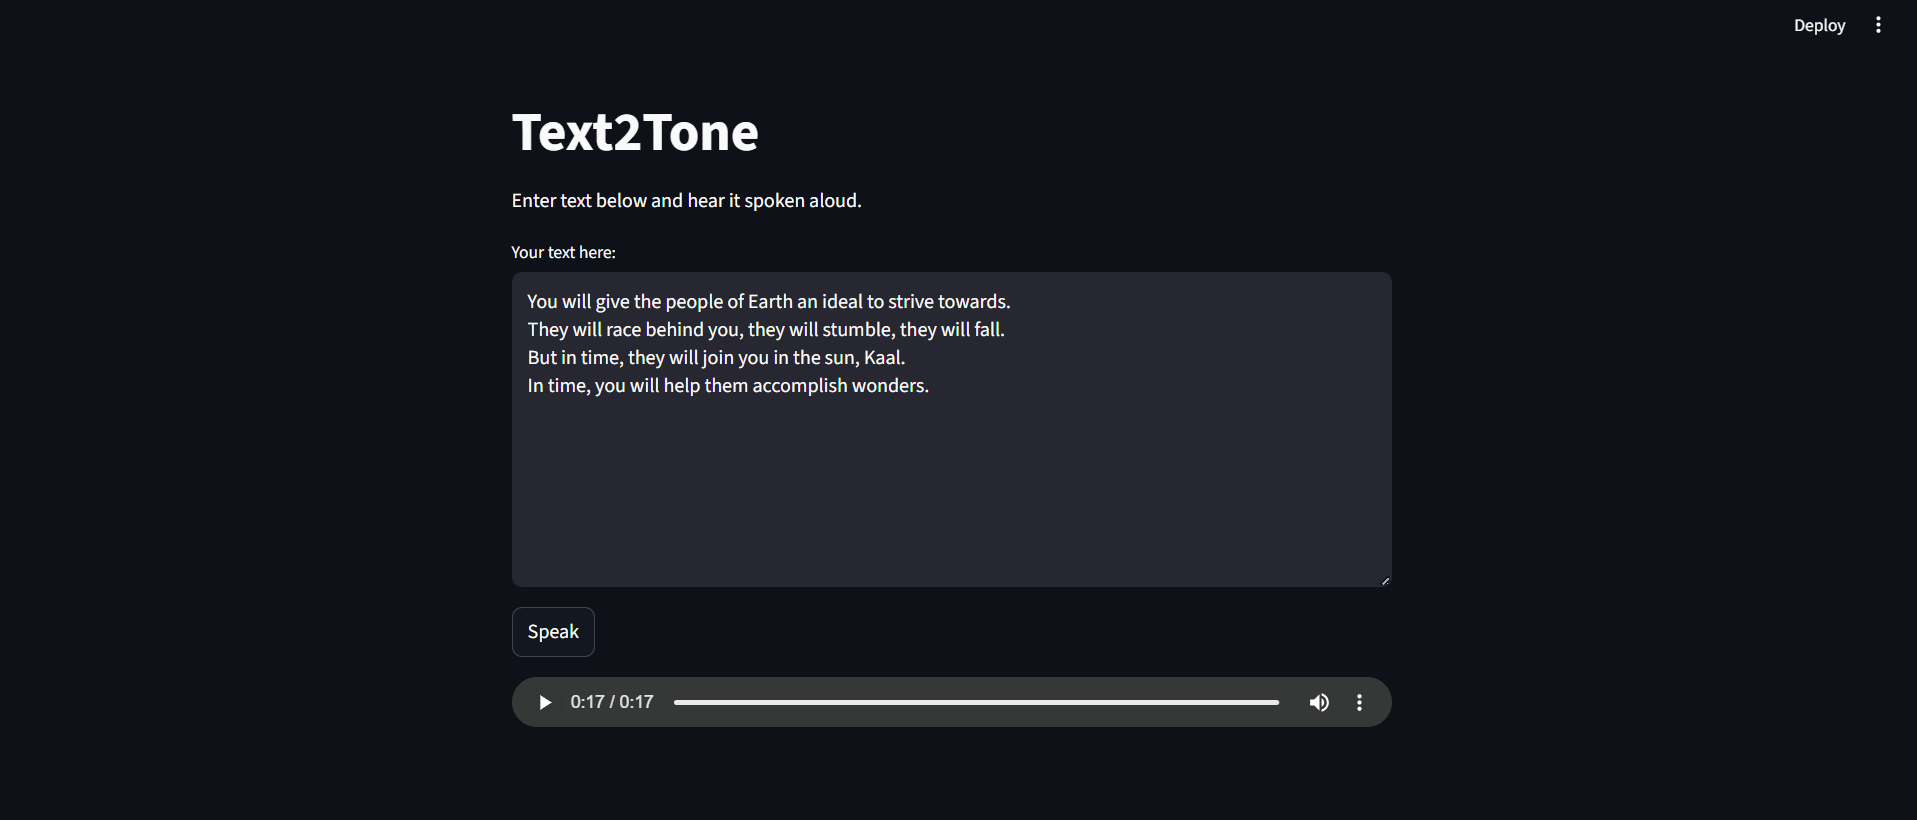 Deploy
Text2Tone
Enter text below and hear it spoken aloud.
Your text here:
You will give the people of Earth an ideal to strive towards.
They will race behind you, they will stumble, they will fall.
But in time, they will join you in the sun, Kaal.
In time, you will help them accomplish wonders.
Speak
0:17 / 0:17